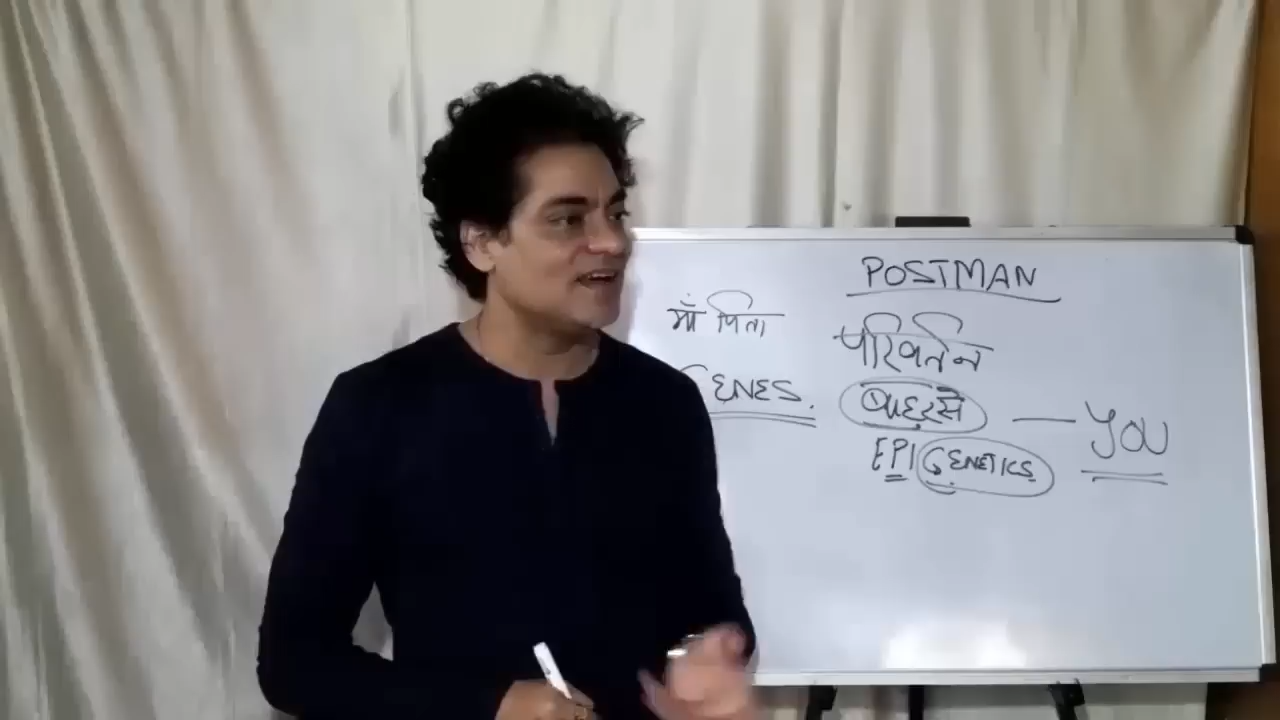 POSTMAN
माँ पिता
परिवर्तन
GENES.
बाहर से — YOU
EPIGENETICS